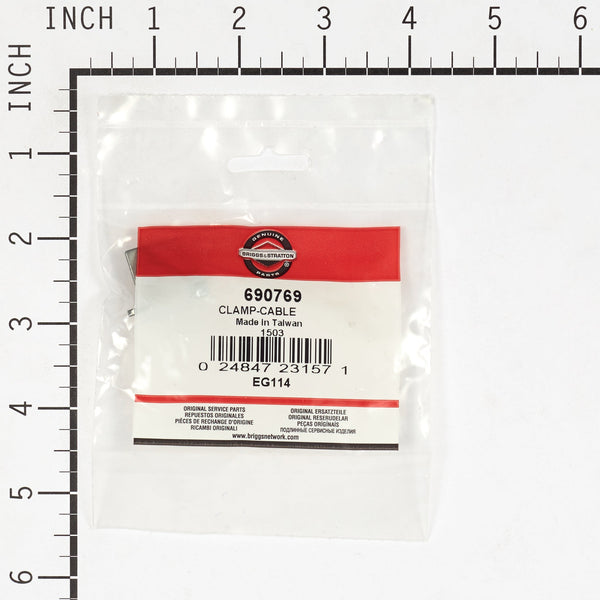 INCH 1 2 3 4 5 6
INCH
1
2
3
4
5
6
GENUINE
BRIGGS & STRATTON
PARTS
®
690769
CLAMP-CABLE
Made In Taiwan
1503
0 24847 23157 1
EG114
ORIGINAL SERVICE PARTS
REPUESTOS ORIGINALES
PIÈCES DE RECHANGE D'ORIGINE
RICAMBI ORIGINALI
ORIGINAL ERSATZTEILE
ORIGINAL RESERUDELAR
PEÇAS ORIGINAIS
ПОДЛИННЫЕ СЕРВИСНЫЕ ИЗДЕЛИЯ
www.briggsnetwork.com